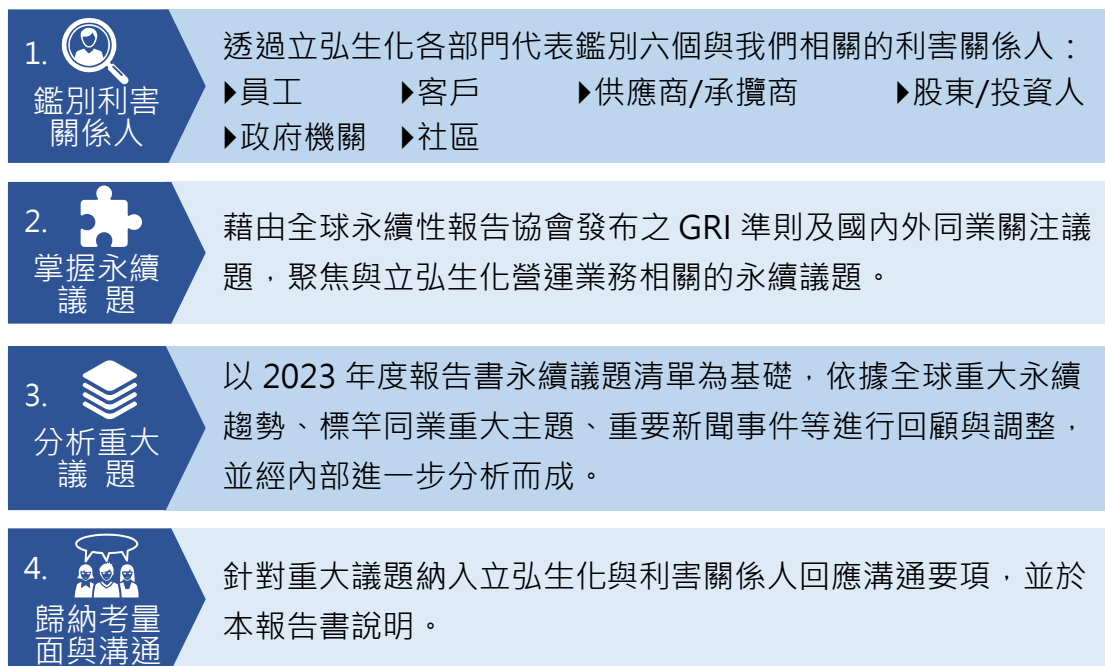 1.
鑑別利害
關係人
透過立弘生化各部門代表鑑別六個與我們相關的利害關係人：
▶員工 ▶客戶 ▶供應商/承攬商 ▶股東/投資人
▶政府機關 ▶社區
2.
掌握永續
議 題
藉由全球永續性報告協會發布之 GRI 準則及國內外同業關注議
題，聚焦與立弘生化營運業務相關的永續議題。
3.
分析重大
議 題
以 2023 年度報告書永續議題清單為基礎，依據全球重大永續
趨勢、標竿同業重大主題、重要新聞事件等進行回顧與調整，
並經內部進一步分析而成。
4.
歸納考量
面與溝通
針對重大議題納入立弘生化與利害關係人回應溝通要項，並於
本報告書說明。